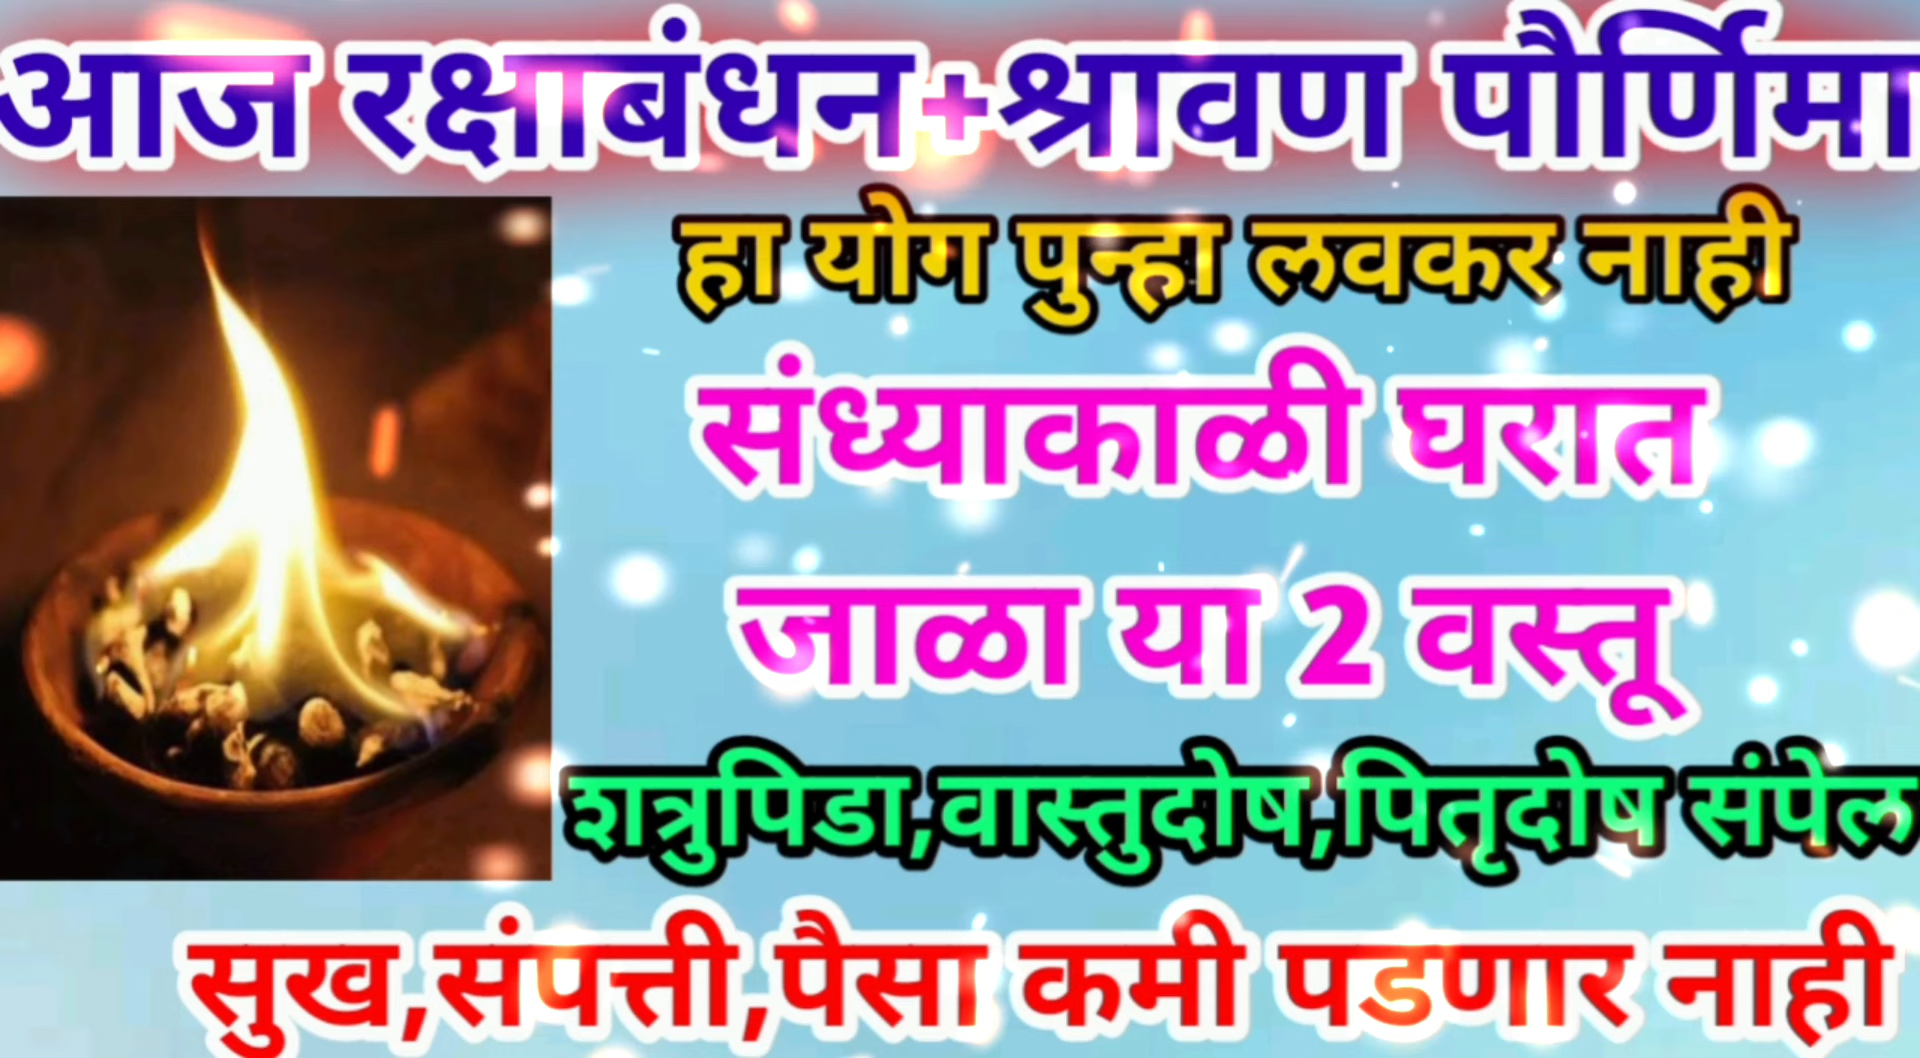 आज रक्षाबंधन+श्रावण पौर्णिमा
हा योग पुन्हा लवकर नाही
संध्याकाळी घरात
जाळा या 2 वस्तू
शत्रुपिडा,वास्तुदोष,पितृदोष संपेल
सुख,संपत्ती,पैसा कमी पडणार नाही